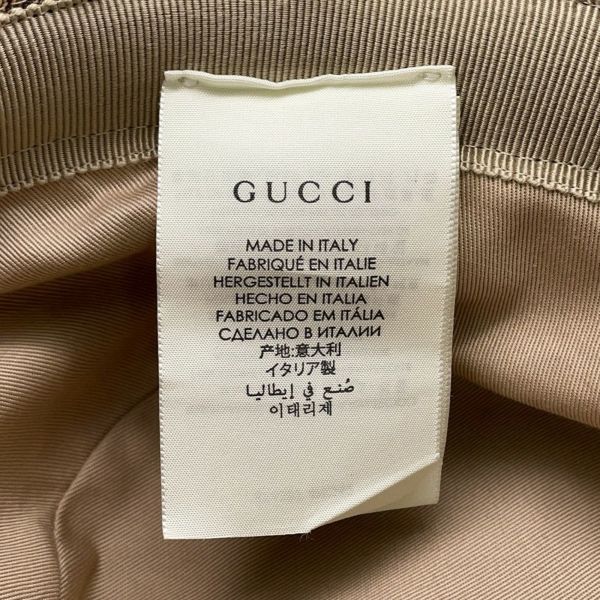 GUCCI
MADE IN ITALY
FABRIQUÉ EN ITALIE
HERGESTELLT IN ITALIEN
HECHO EN ITALIA
FABRICADO EM ITÁLIA
СДЕЛАНО В ИТАЛИИ
产地:意大利
イタリア製
صُنع في إيطاليا
이태리제